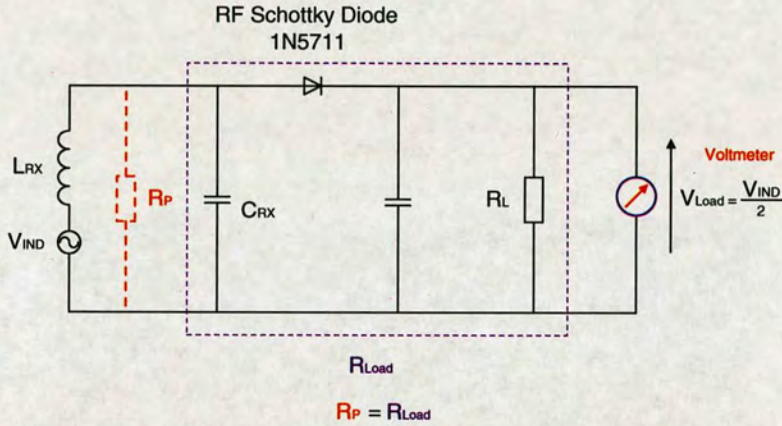 RF Schottky Diode
1N5711
LRX
RP
CRX
RL
VIND
Voltmeter
VLoad = VIND/2
RLoad
RP = RLoad